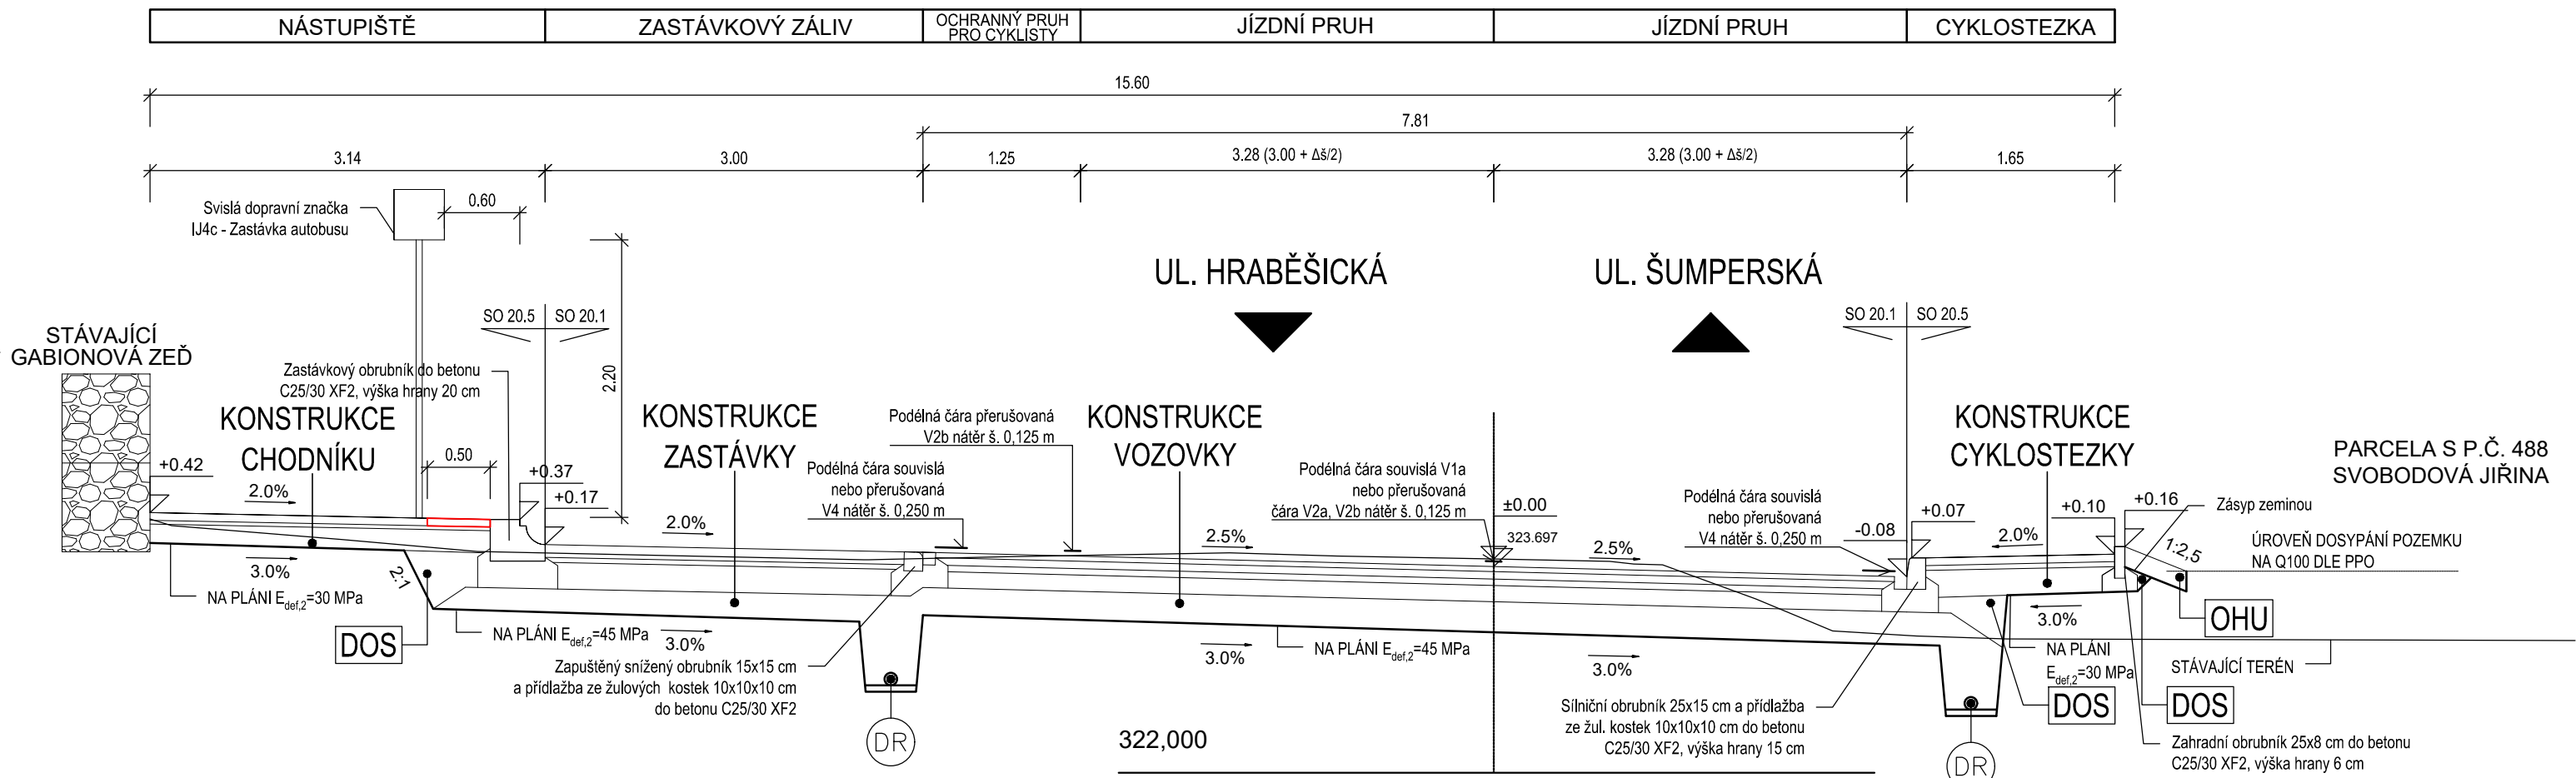 NÁSTUPIŠTĚ
ZASTÁVKOVÝ ZÁLIV
OCHRANNÝ PRUH
PRO CYKLISTY
JÍZDNÍ PRUH
JÍZDNÍ PRUH
CYKLOSTEZKA
15.60
7.81
3.14
3.00
1.25
3.28 (3.00 + Δš/2)
3.28 (3.00 + Δš/2)
1.65
Svislá dopravní značka
IJ4c - Zastávka autobusu
0.60
2.20
UL. HRABĚŠICKÁ
UL. ŠUMPERSKÁ
SO 20.5
SO 20.1
SO 20.1
SO 20.5
STÁVAJÍCÍ
GABIONOVÁ ZEĎ
Zastávkový obrubník do betonu
C25/30 XF2, výška hrany 20 cm
KONSTRUKCE
CHODNÍKU
KONSTRUKCE
ZASTÁVKY
Podélná čára přerušovaná
V2b nátěr š. 0,125 m
KONSTRUKCE
VOZOVKY
KONSTRUKCE
CYKLOSTEZKY
PARCELA S P.Č. 488
SVOBODOVÁ JIŘINA
+0.42
2.0%
0.50
+0.37
+0.17
2.0%
Podélná čára souvislá
nebo přerušovaná
V4 nátěr š. 0,250 m
2.5%
Podélná čára souvislá V1a
nebo přerušovaná
čára V2a, V2b nátěr š. 0,125 m
±0.00
323.697
2.5%
Podélná čára souvislá
nebo přerušovaná
V4 nátěr š. 0,250 m
-0.08
+0.07
2.0%
+0.10
+0.16
Zásyp zeminou
1:2,5
ÚROVEŇ DOSYPÁNÍ POZEMKU
NA Q100 DLE PPO
3.0%
2:1
NA PLÁNI Edef,2=30 MPa
DOS
NA PLÁNI Edef,2=45 MPa
3.0%
3.0%
NA PLÁNI Edef,2=45 MPa
3.0%
3.0%
NA PLÁNI
Edef,2=30 MPa
OHU
STÁVAJÍCÍ TERÉN
DOS
DOS
Zapuštěný snížený obrubník 15x15 cm
a přídlažba ze žulových kostek 10x10x10 cm
do betonu C25/30 XF2
DR
322,000
Silniční obrubník 25x15 cm a přídlažba
ze žul. kostek 10x10x10 cm do betonu
C25/30 XF2, výška hrany 15 cm
DR
Zahradní obrubník 25x8 cm do betonu
C25/30 XF2, výška hrany 6 cm